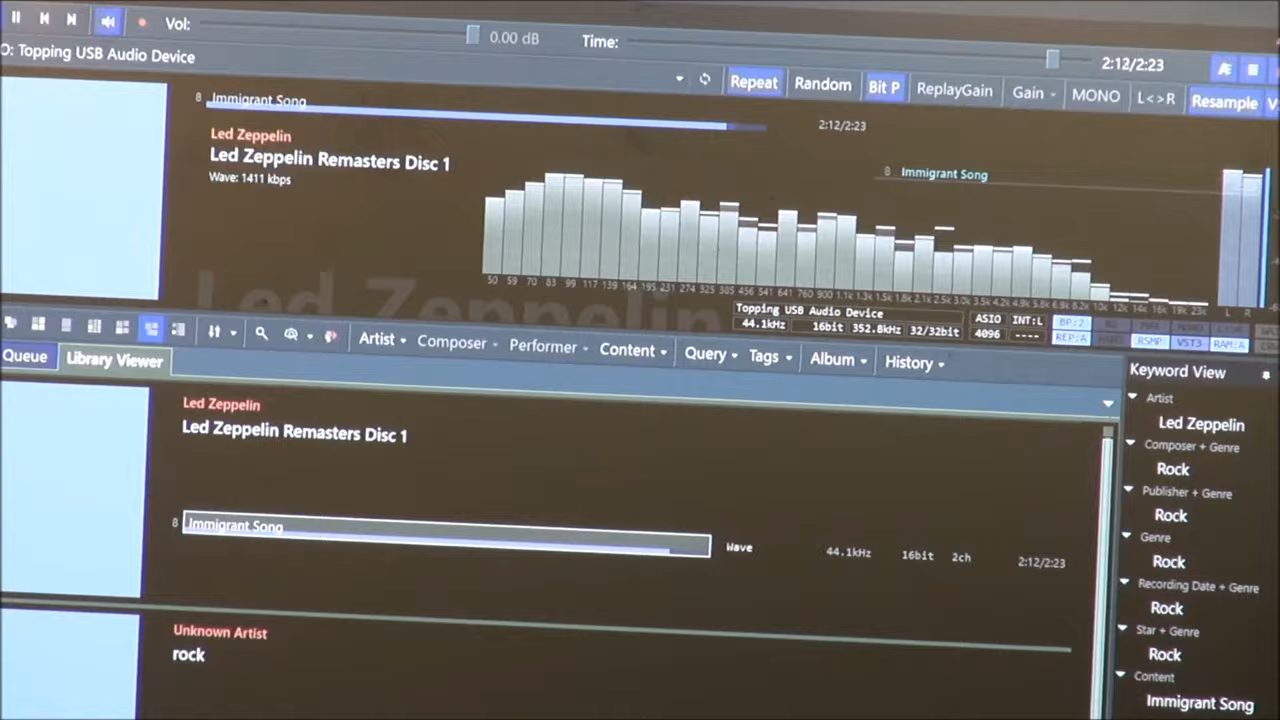 Vol: 0.00 dB Time: 2:12/2:23
O: Topping USB Audio Device
Repeat Random Bit P ReplayGain Gain MONO L<>R Resample V
8 Immigrant Song 2:12/2:23
Led Zeppelin
Led Zeppelin Remasters Disc 1
Wave: 1411 kbps
8 Immigrant Song
50 59 70 83 99 117 139 164 195 231 274 325 385 456 541 641 760 900 1.1k 1.3k 1.5k 1.8k 2.1k 2.5k 3.0k 3.5k 4.2k 4.9k 5.8k 6.9k 8.2k 10k 12k 14k 16k 19k 23k L R
Led Zeppelin
Topping USB Audio Device
44.1kHz 16bit 352.8kHz 32/32bit
ASIO INT:L
4096 ----
BP:2
REP:A RSMP VST3 RAM:A
Artist Composer Performer Content Query Tags Album History
Queue Library Viewer
Led Zeppelin
Led Zeppelin Remasters Disc 1
8 Immigrant Song Wave 44.1kHz 16bit 2ch 2:12/2:23
Unknown Artist
rock
Keyword View
Artist
Led Zeppelin
Composer + Genre
Rock
Publisher + Genre
Rock
Genre
Rock
Recording Date + Genre
Rock
Star + Genre
Rock
Content
Immigrant Song